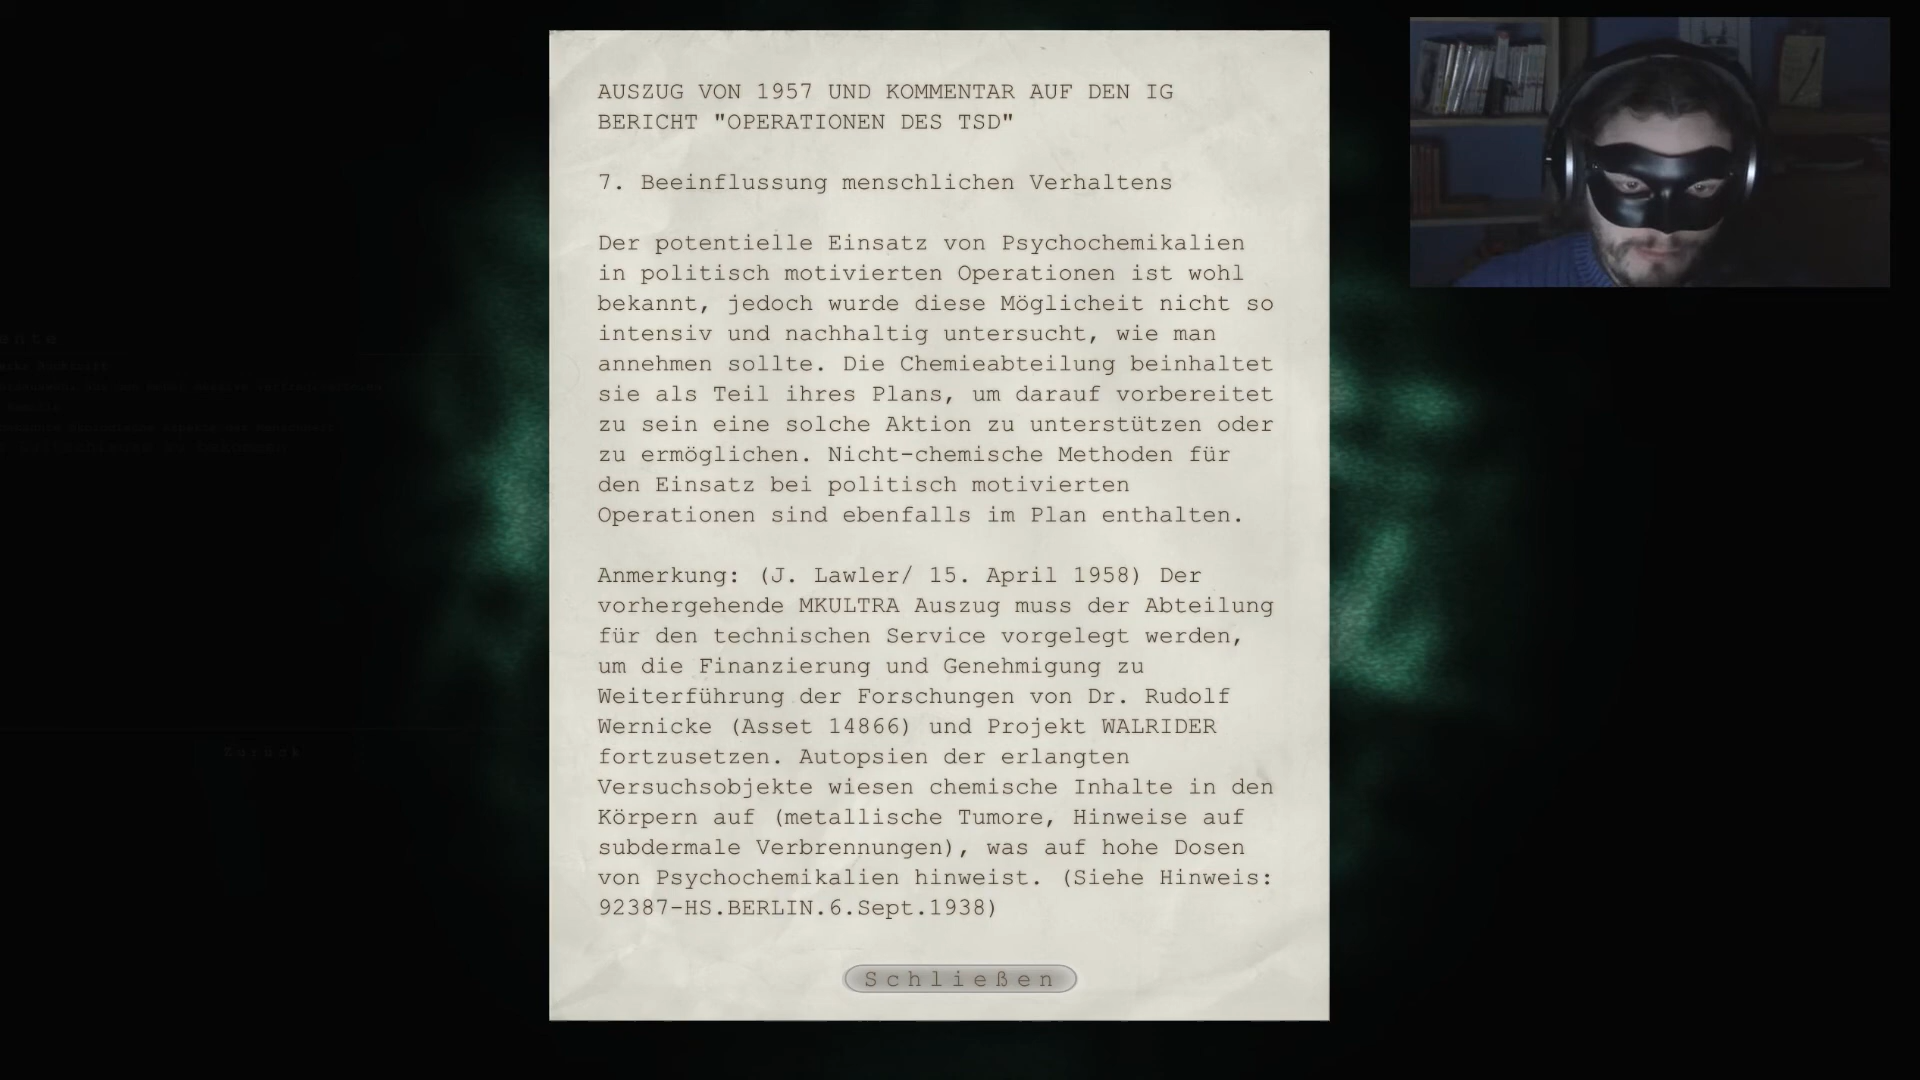 AUSZUG VON 1957 UND KOMMENTAR AUF DEN IG
BERICHT "OPERATIONEN DES TSD"
7. Beeinflussung menschlichen Verhaltens
Der potentielle Einsatz von Psychochemikalien
in politisch motivierten Operationen ist wohl
bekannt, jedoch wurde diese Möglicheit nicht so
intensiv und nachhaltig untersucht, wie man
annehmen sollte. Die Chemieabteilung beinhaltet
sie als Teil ihres Plans, um darauf vorbereitet
zu sein eine solche Aktion zu unterstützen oder
zu ermöglichen. Nicht-chemische Methoden für
den Einsatz bei politisch motivierten
Operationen sind ebenfalls im Plan enthalten.
Anmerkung: (J. Lawler/ 15. April 1958) Der
vorhergehende MKULTRA Auszug muss der Abteilung
für den technischen Service vorgelegt werden,
um die Finanzierung und Genehmigung zu
Weiterführung der Forschungen von Dr. Rudolf
Wernicke (Asset 14866) und Projekt WALRIDER
fortzusetzen. Autopsien der erlangten
Versuchsobjekte wiesen chemische Inhalte in den
Körpern auf (metallische Tumore, Hinweise auf
subdermale Verbrennungen), was auf hohe Dosen
von Psychochemikalien hinweist. (Siehe Hinweis:
92387-HS.BERLIN.6.Sept.1938)
Schließen
Zurück